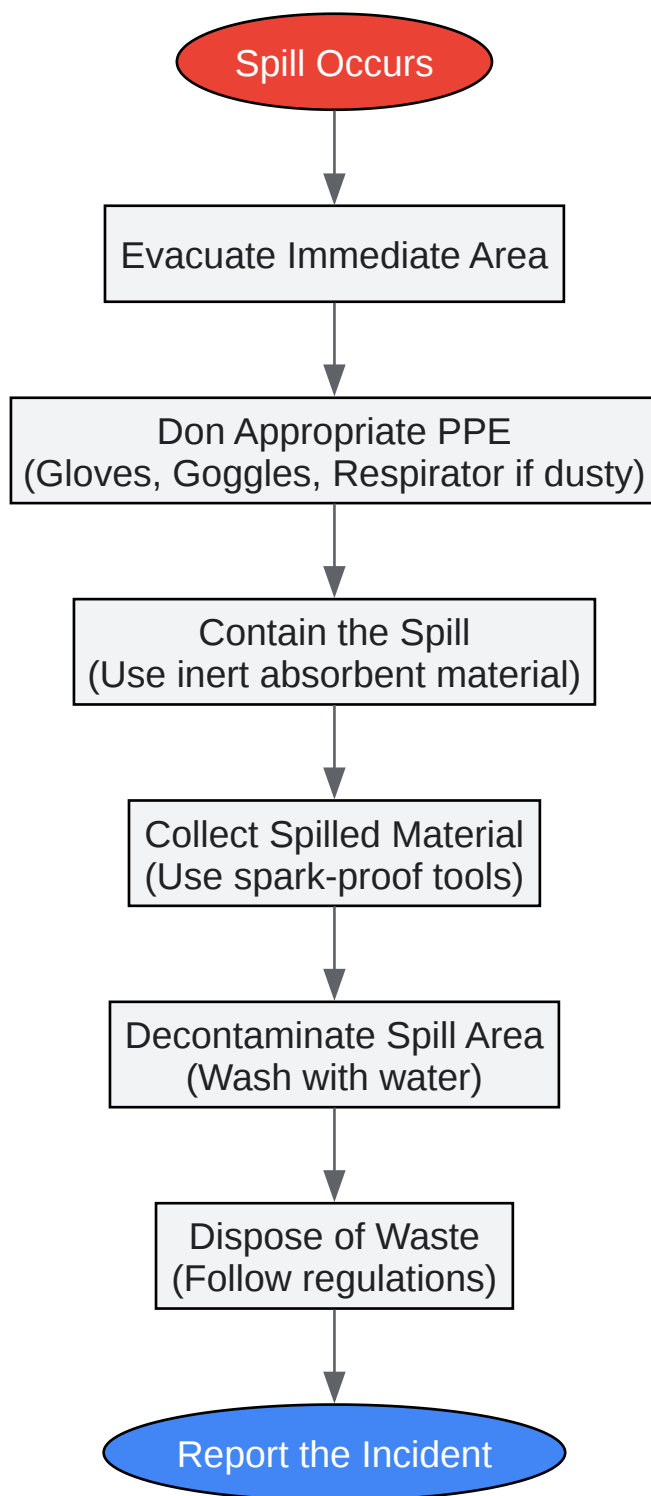 Spill Occurs
Evacuate Immediate Area
Don Appropriate PPE
(Gloves, Goggles, Respirator if dusty)
Contain the Spill
(Use inert absorbent material)
Collect Spilled Material
(Use spark-proof tools)
Decontaminate Spill Area
(Wash with water)
Dispose of Waste
(Follow regulations)
Report the Incident